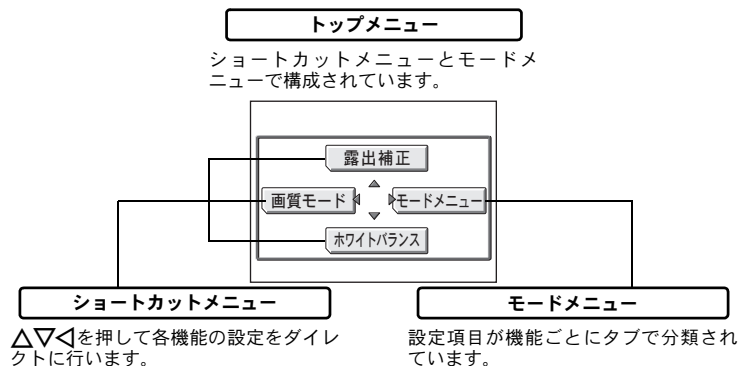 トップメニュー
ショートカットメニューとモードメ
ニューで構成されています。
露出補正
画質モード
モードメニュー
ホワイトバランス
ショートカットメニュー
△▽◁を押して各機能の設定をダイレ
クトに行います。
モードメニュー
設定項目が機能ごとにタブで分類され
ています。